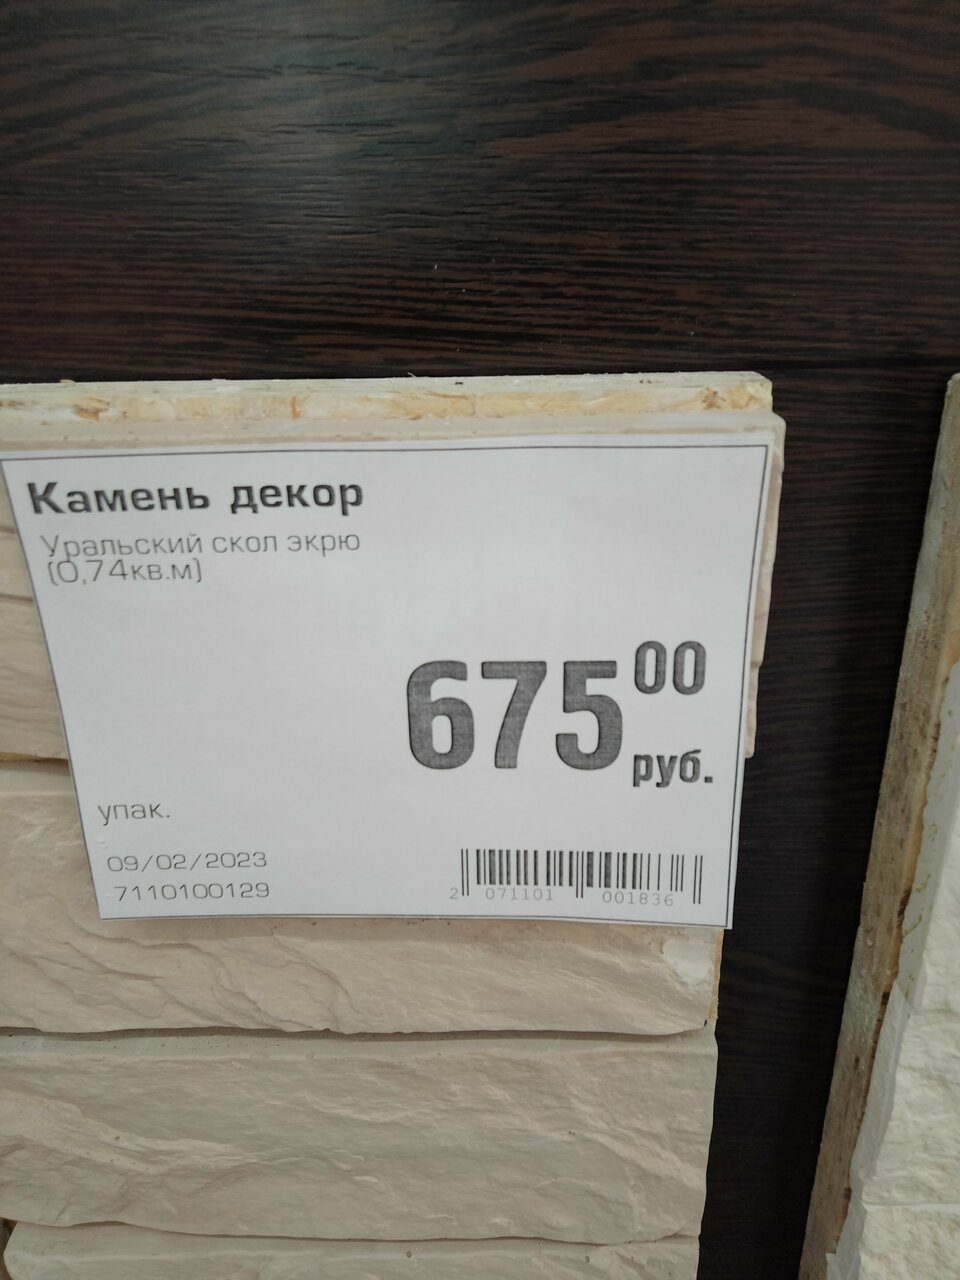 Камень декор
Уральский скол экрю
(0,74кв.м)
675 00
руб.
упак.
09/02/2023
7110100129
2 071101 001836